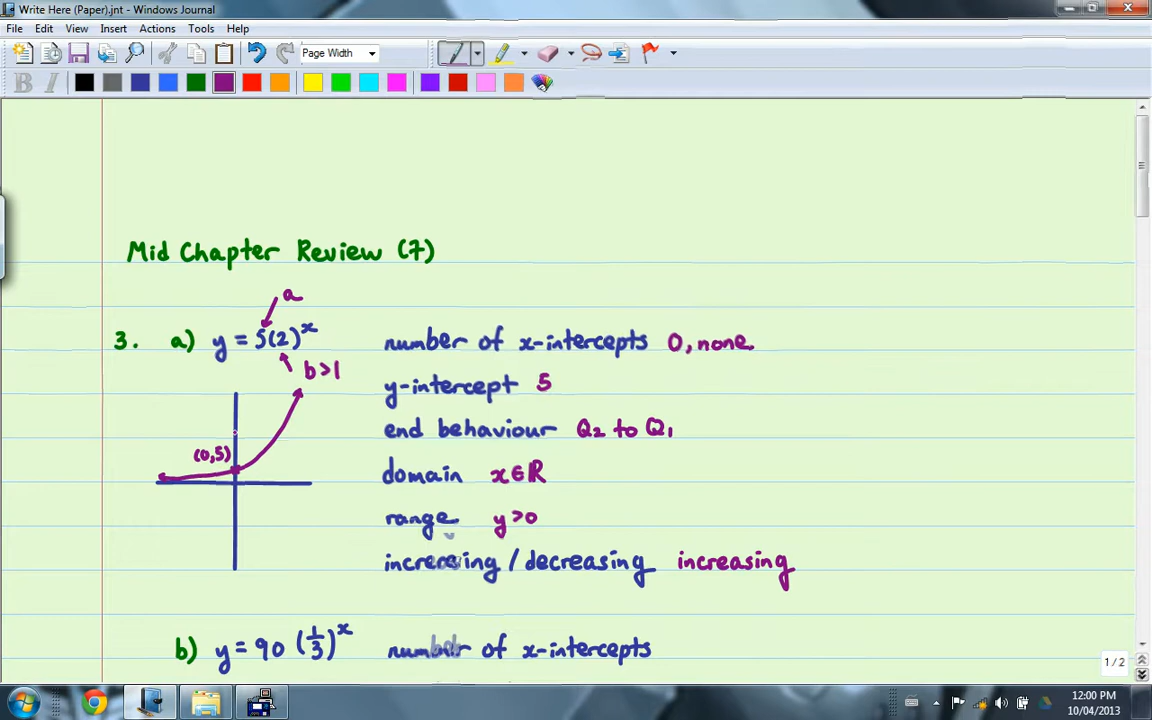 Write Here (Paper).jnt - Windows Journal
File Edit View Insert Actions Tools Help
Page Width
B I
Mid Chapter Review (7)
a
3. a) y = 5(2)^x number of x-intercepts 0, none
b>1
y-intercept 5
end behaviour Q2 to Q1
(0,5)
domain x∈ℝ
range y>0
increasing / decreasing increasing
b) y = 90 (1/3)^x number of x-intercepts
1/2
12:00 PM
10/04/2013